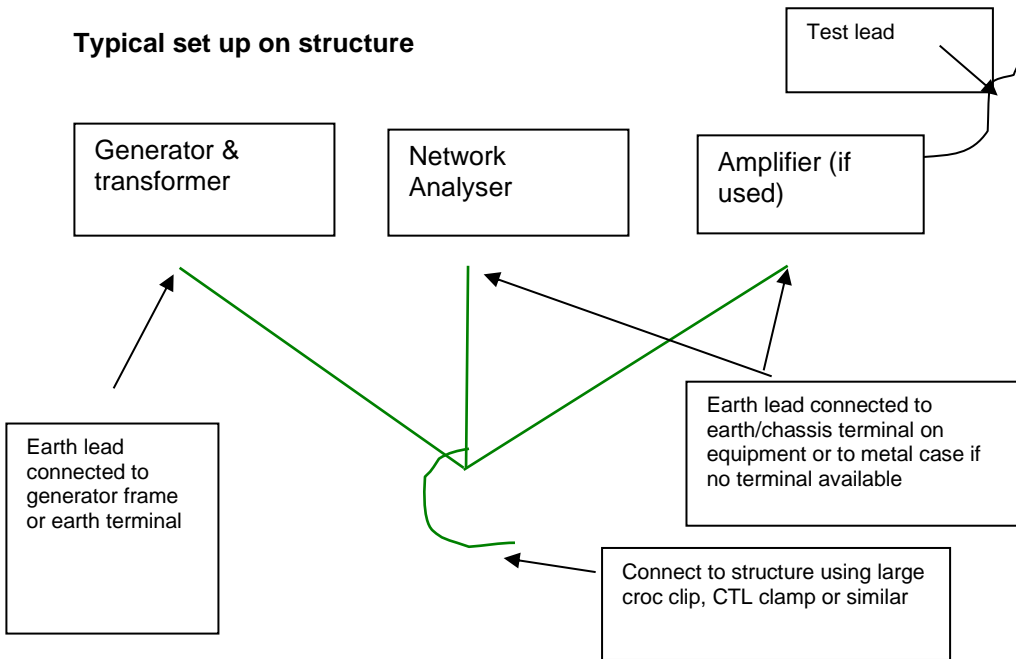 Typical set up on structure
Test lead
Generator &
transformer
Network
Analyser
Amplifier (if
used)
Earth lead
connected to
generator frame
or earth terminal
Earth lead connected to
earth/chassis terminal on
equipment or to metal case if
no terminal available
Connect to structure using large
croc clip, CTL clamp or similar